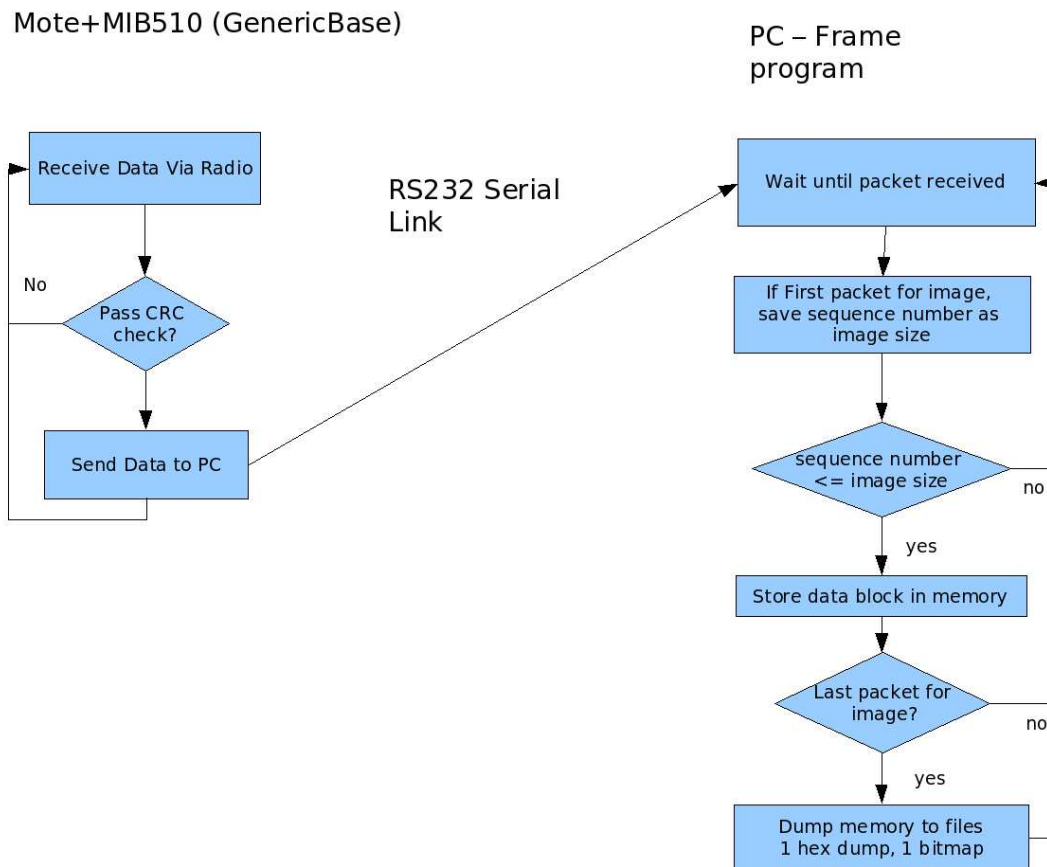 Mote+MIB510 (GenericBase)
Receive Data Via Radio
No
Pass CRC
check?
Send Data to PC
RS232 Serial
Link
PC – Frame
program
Wait until packet received
If First packet for image,
save sequence number as
image size
sequence number
<= image size
no
yes
Store data block in memory
Last packet for
image?
no
yes
Dump memory to files
1 hex dump, 1 bitmap